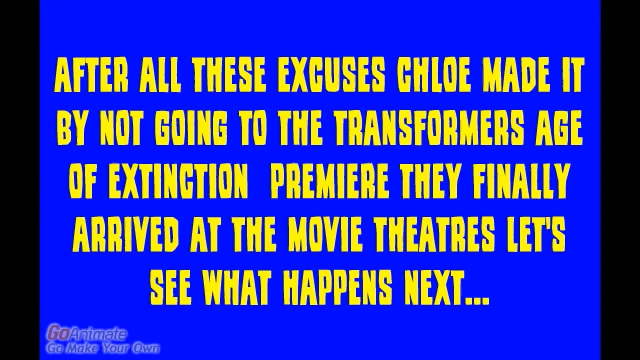 AFTER ALL THESE EXCUSES CHLOE MADE IT
BY NOT GOING TO THE TRANSFORMERS AGE
OF EXTINCTION PREMIERE THEY FINALLY
ARRIVED AT THE MOVIE THEATRES LET'S
SEE WHAT HAPPENS NEXT...
GoAnimate
Go Make Your Own